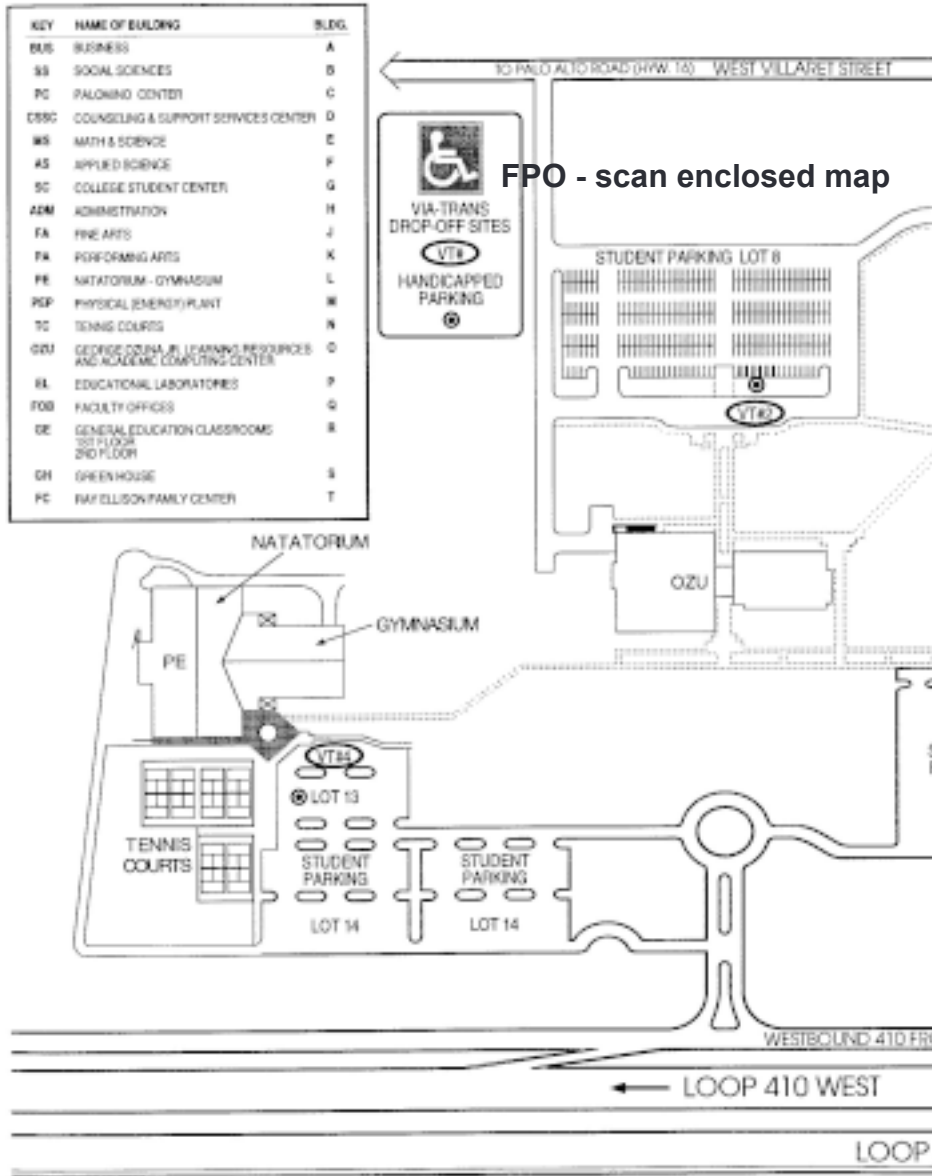 KEY NAME OF BUILDING BLDG.
BUS BUSINESS A
SS SOCIAL SCIENCES B
PC PALOMINO CENTER C
CSSC COUNSELING & SUPPORT SERVICES CENTER D
MS MATH & SCIENCE E
AS APPLIED SCIENCE F
SC COLLEGE STUDENT CENTER G
ADM ADMINISTRATION H
FA FINE ARTS J
PA PERFORMING ARTS K
PE NATATORIUM - GYMNASIUM L
PEP PHYSICAL (ENERGY) PLANT M
TC TENNIS COURTS N
OZU GEORGE OZUNA JR. LEARNING RESOURCES O
AND ACADEMIC COMPUTING CENTER
EL EDUCATIONAL LABORATORIES P
FOB FACULTY OFFICES Q
GE GENERAL EDUCATION CLASSROOMS R
1ST FLOOR
2ND FLOOR
GH GREEN HOUSE S
FC RAY ELLISON FAMILY CENTER T
TO PALO ALTO ROAD (HYW. 16) WEST VILLARET STREET
VIA-TRANS
DROP-OFF SITES
VT#
HANDICAPPED
PARKING
FPO - scan enclosed map
STUDENT PARKING LOT 8
VT#2
OZU
NATATORIUM
GYMNASIUM
PE
VT#4
LOT 13
TENNIS
COURTS
STUDENT
PARKING
LOT 14
STUDENT
PARKING
LOT 14
WESTBOUND 410 FRO
LOOP 410 WEST
LOOP